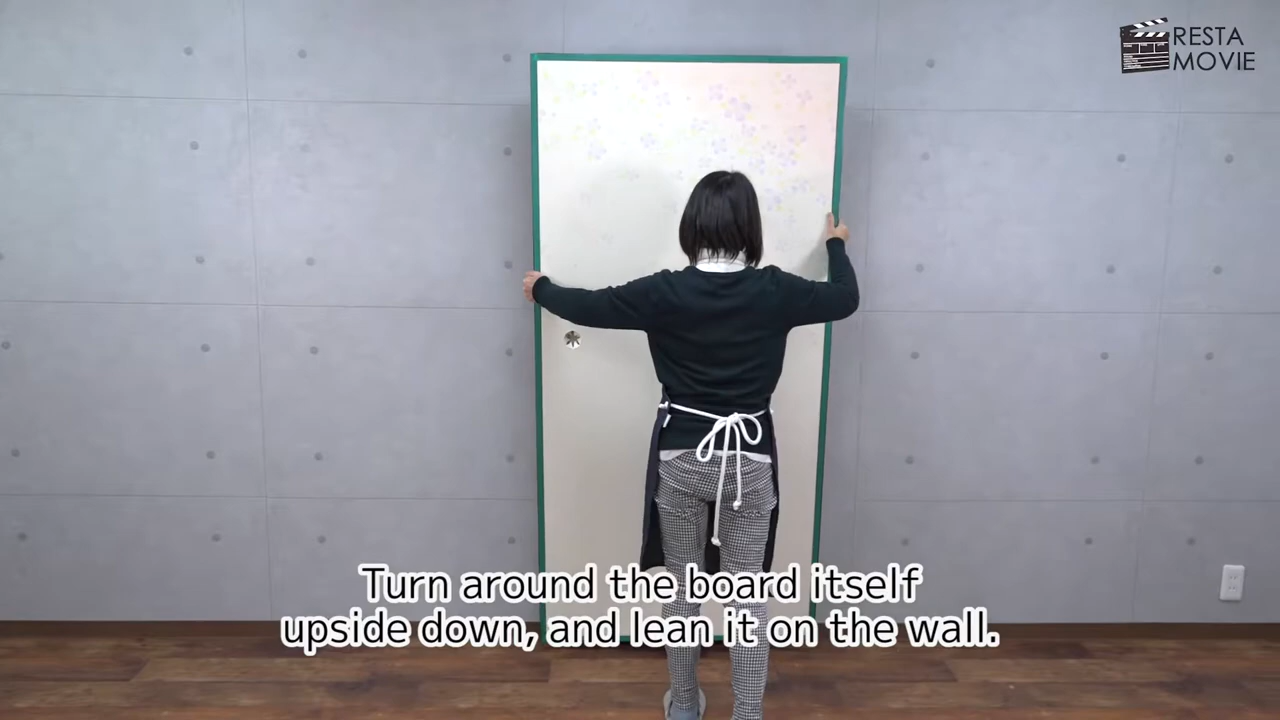 RESTA
MOVIE
Turn around the board itself
upside down, and lean it on the wall.